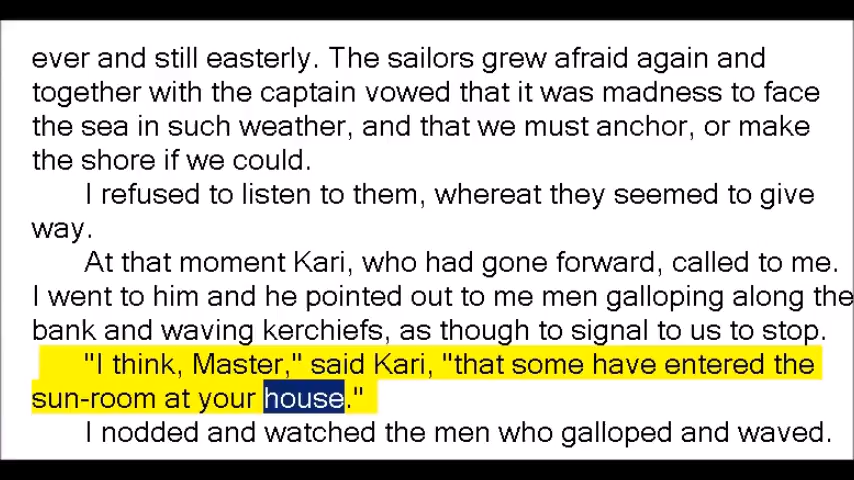 ever and still easterly. The sailors grew afraid again and
together with the captain vowed that it was madness to face
the sea in such weather, and that we must anchor, or make
the shore if we could.
I refused to listen to them, whereat they seemed to give
way.
At that moment Kari, who had gone forward, called to me.
I went to him and he pointed out to me men galloping along the
bank and waving kerchiefs, as though to signal to us to stop.
"I think, Master," said Kari, "that some have entered the
sun-room at your house."
I nodded and watched the men who galloped and waved.